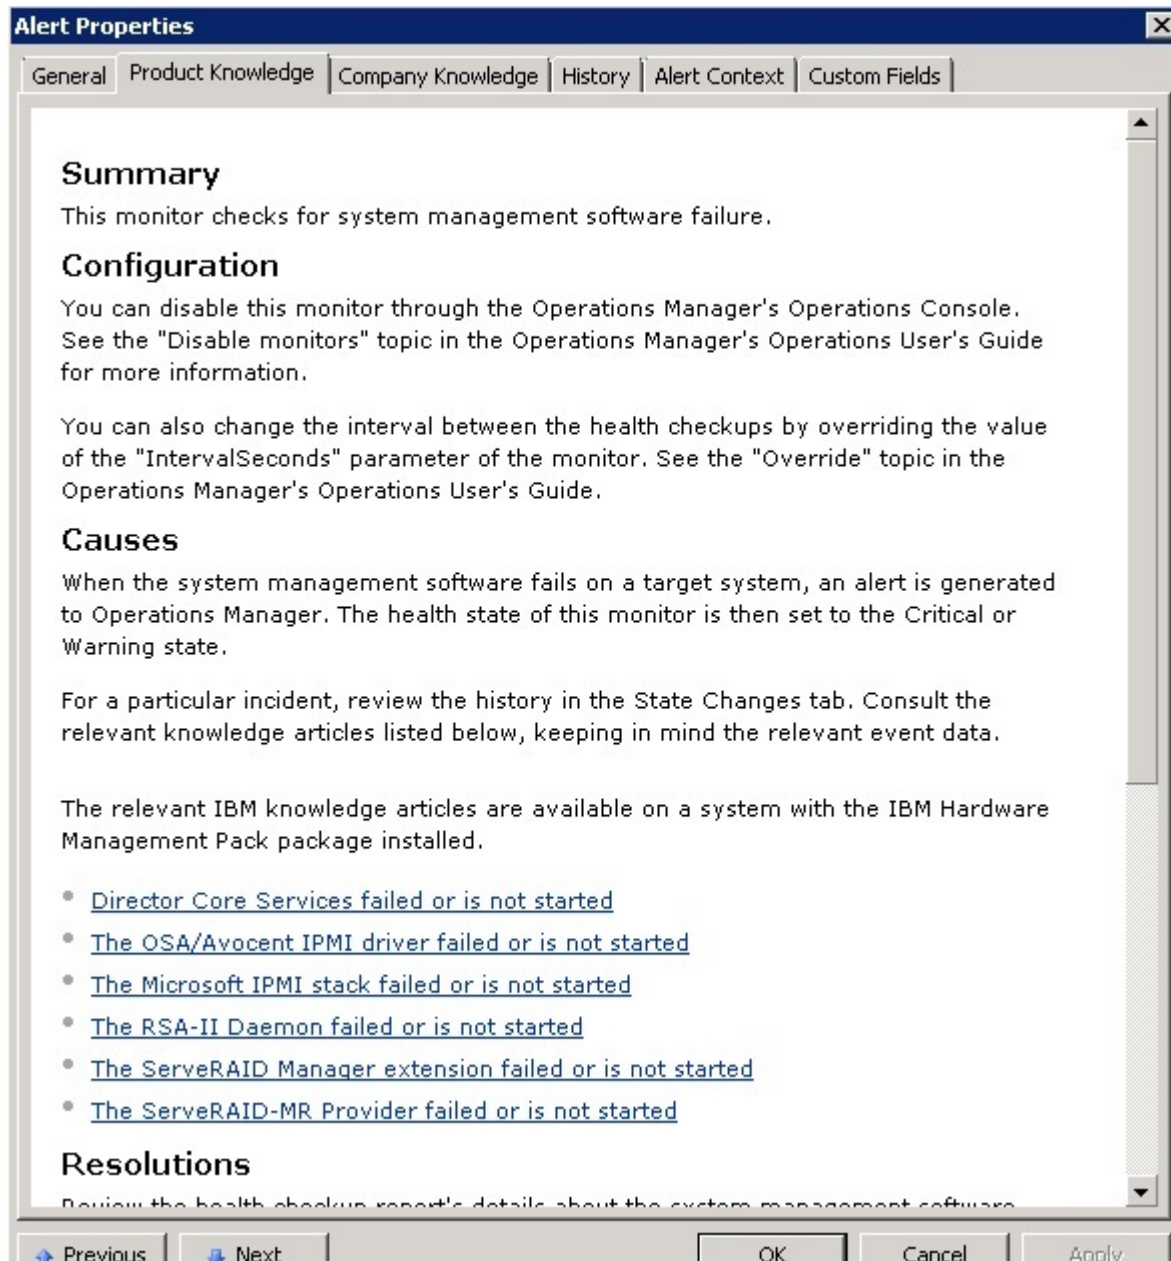 Alert Properties
General Product Knowledge Company Knowledge History Alert Context Custom Fields
Summary
This monitor checks for system management software failure.
Configuration
You can disable this monitor through the Operations Manager's Operations Console.
See the "Disable monitors" topic in the Operations Manager's Operations User's Guide
for more information.
You can also change the interval between the health checkups by overriding the value
of the "IntervalSeconds" parameter of the monitor. See the "Override" topic in the
Operations Manager's Operations User's Guide.
Causes
When the system management software fails on a target system, an alert is generated
to Operations Manager. The health state of this monitor is then set to the Critical or
Warning state.
For a particular incident, review the history in the State Changes tab. Consult the
relevant knowledge articles listed below, keeping in mind the relevant event data.
The relevant IBM knowledge articles are available on a system with the IBM Hardware
Management Pack package installed.
Director Core Services failed or is not started
The OSA/Avocent IPMI driver failed or is not started
The Microsoft IPMI stack failed or is not started
The RSA-II Daemon failed or is not started
The ServeRAID Manager extension failed or is not started
The ServeRAID-MR Provider failed or is not started
Resolutions
Review the health checkup report's details about the system management software
Previous Next OK Cancel Apply